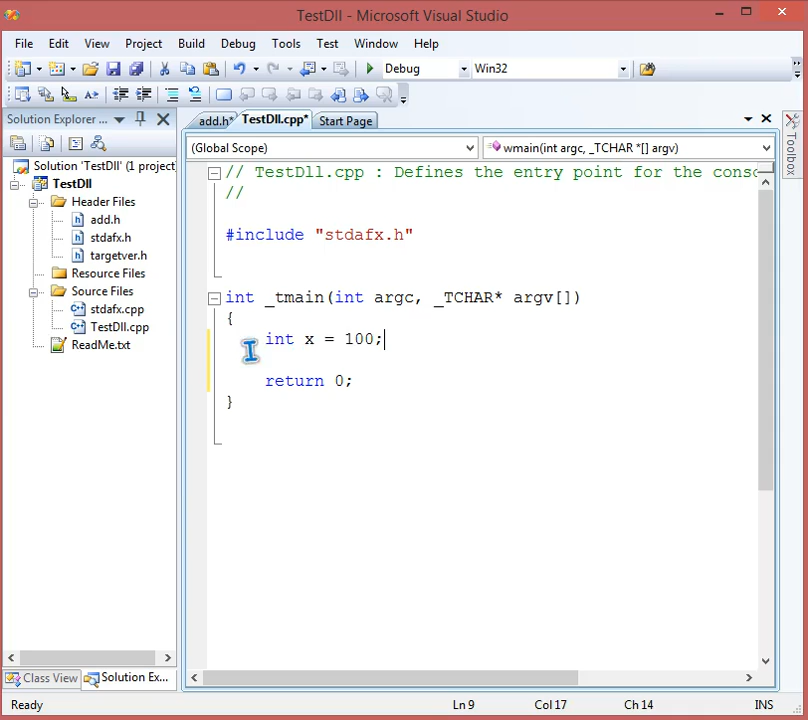 TestDll - Microsoft Visual Studio
File Edit View Project Build Debug Tools Test Window Help
Debug Win32
Solution Explorer ... add.h* TestDll.cpp* Start Page
(Global Scope) wmain(int argc, _TCHAR *[] argv)
Toolbox
Solution 'TestDll' (1 project
TestDll
Header Files
add.h
stdafx.h
targetver.h
Resource Files
Source Files
stdafx.cpp
TestDll.cpp
ReadMe.txt
// TestDll.cpp : Defines the entry point for the conso
//
#include "stdafx.h"
int _tmain(int argc, _TCHAR* argv[])
{
int x = 100;
return 0;
}
Class View Solution Ex...
Ready Ln 9 Col 17 Ch 14 INS